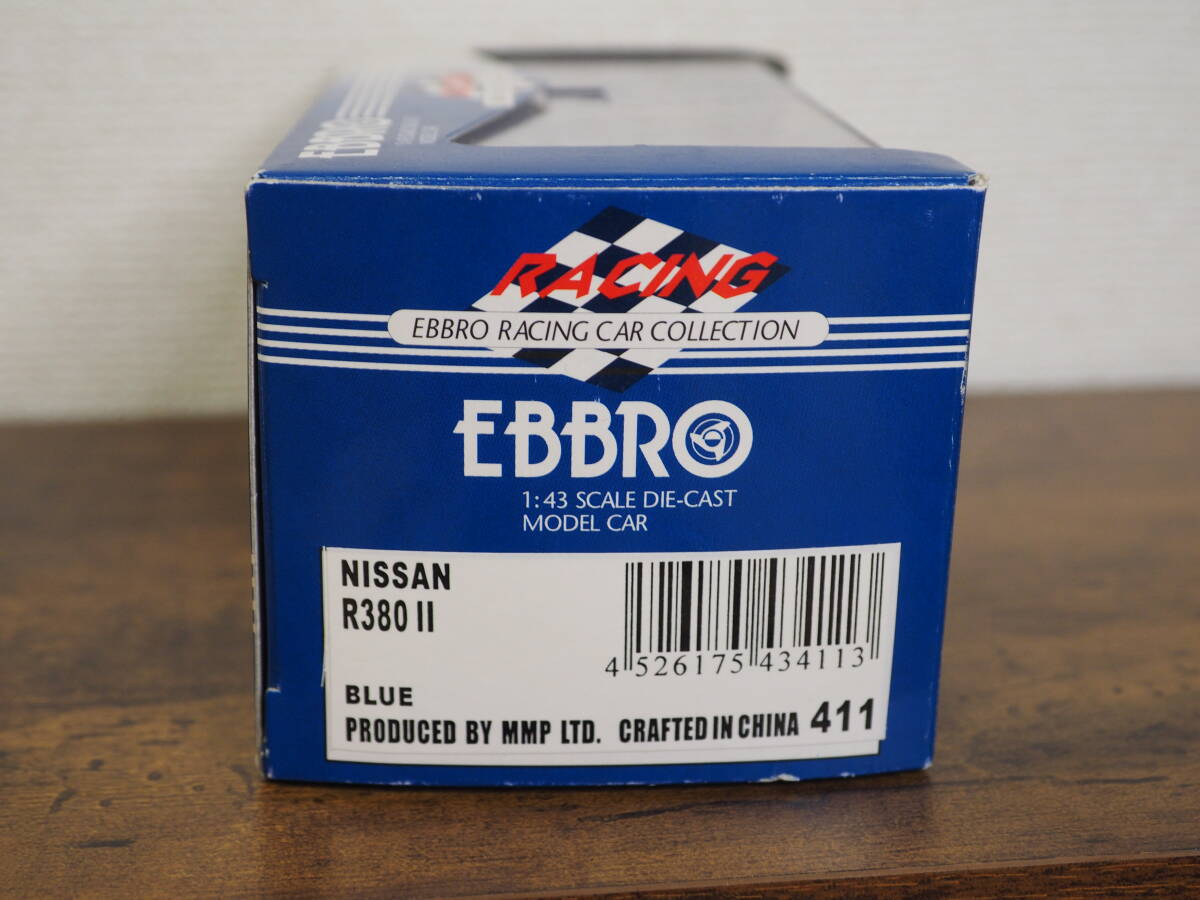 EBBRO
RACING
EBBRO RACING CAR COLLECTION
EBBRO
1:43 SCALE DIE-CAST
MODEL CAR
NISSAN
R380 II
4 526175 434113
BLUE
PRODUCED BY MMP LTD. CRAFTED IN CHINA 411